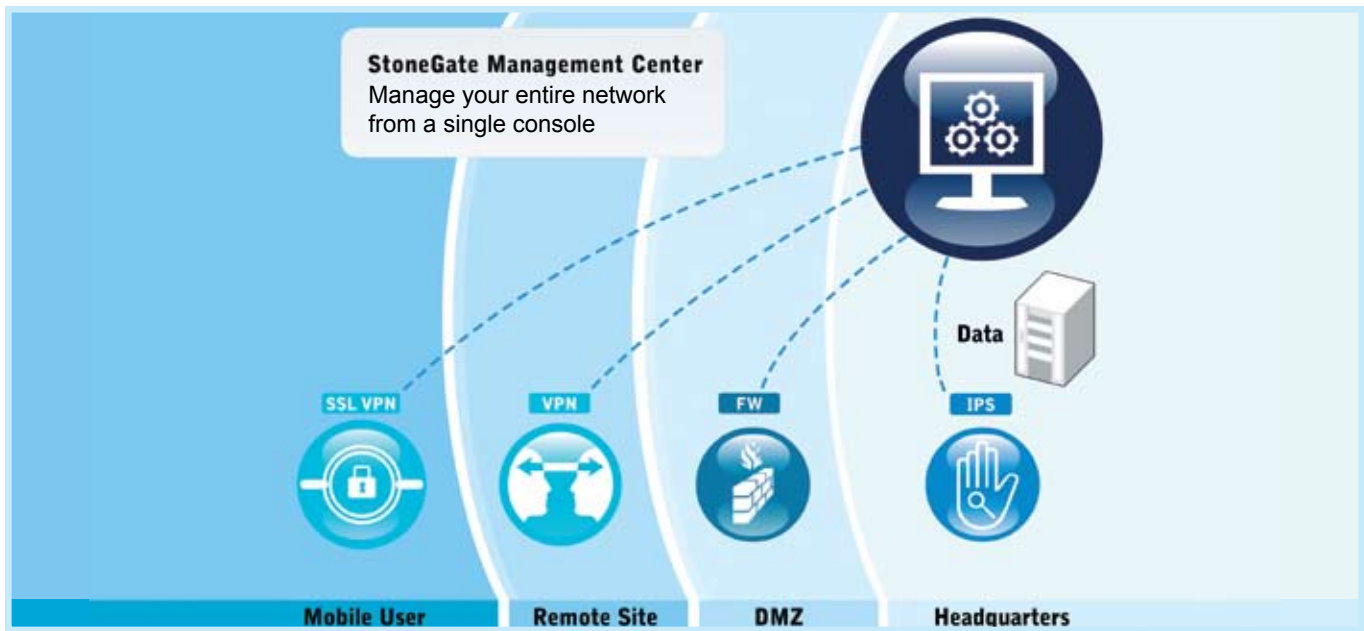 StoneGate Management Center
Manage your entire network
from a single console
Data
SSL VPN
VPN
FW
IPS
Mobile User
Remote Site
DMZ
Headquarters